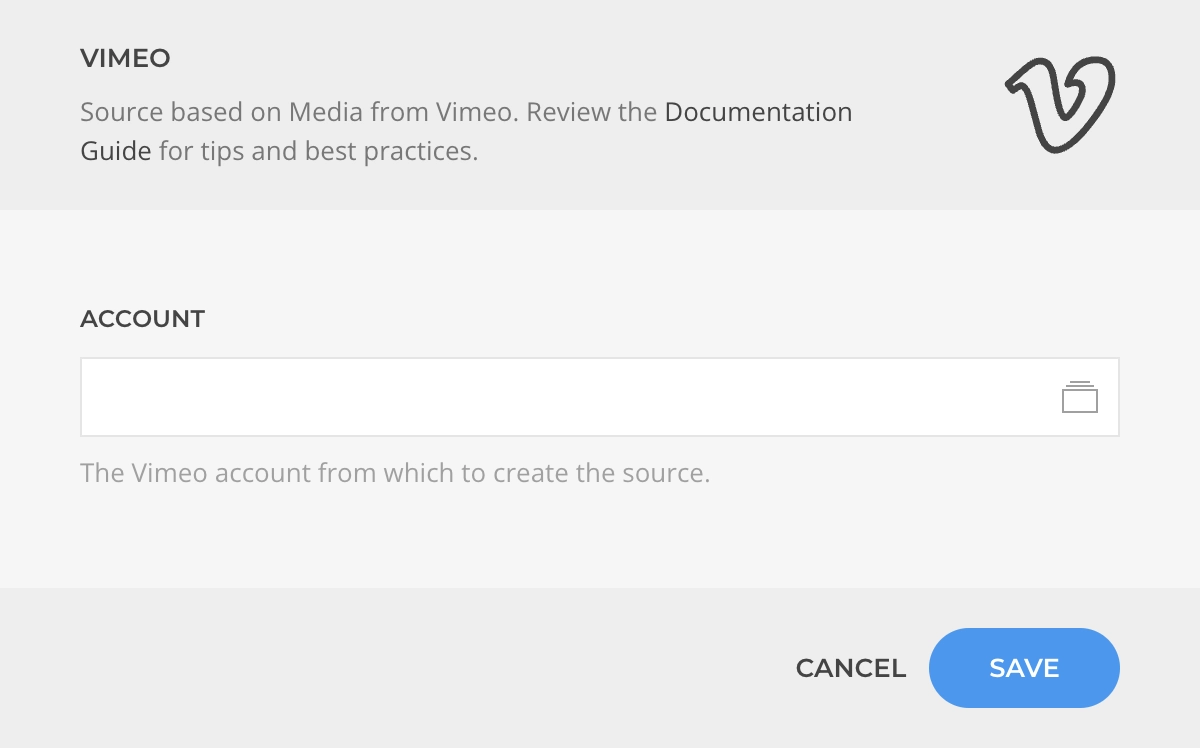 VIMEO
Source based on Media from Vimeo. Review the Documentation
Guide for tips and best practices.
ACCOUNT
The Vimeo account from which to create the source.
CANCEL SAVE